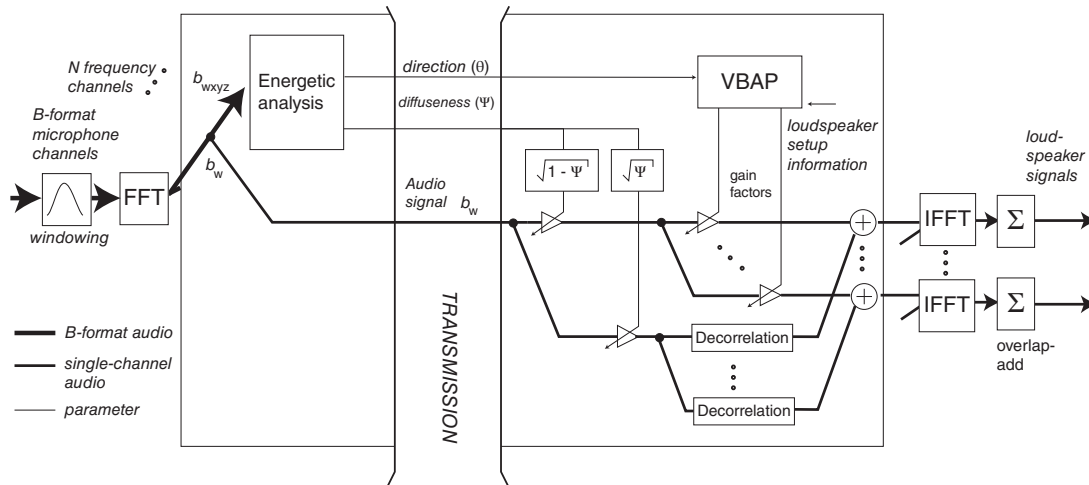 N frequency
channels
B-format
microphone
channels
windowing
FFT
b_wxyz
b_w
Energetic
analysis
direction (θ)
diffuseness (Ψ)
Audio
signal b_w
TRANSMISSION
√1 - Ψ
√Ψ
VBAP
loudspeaker
setup
information
gain
factors
+
+
Decorrelation
Decorrelation
IFFT
IFFT
Σ
Σ
loud-
speaker
signals
overlap-
add
B-format audio
single-channel
audio
parameter